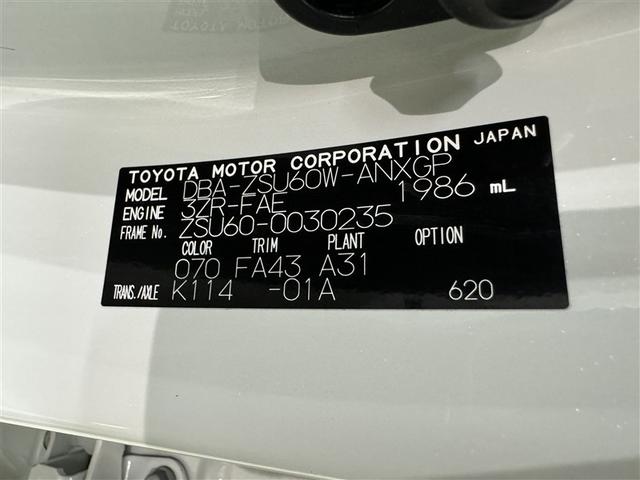 TOYOTA MOTOR CORPORATION JAPAN
MODEL DBA-ZSU60W-ANXGP
ENGINE 3ZR-FAE 1986 mL
FRAME No. ZSU60-0030235
COLOR TRIM PLANT OPTION
070 FA43 A31
TRANS./AXLE K114 -01A 620